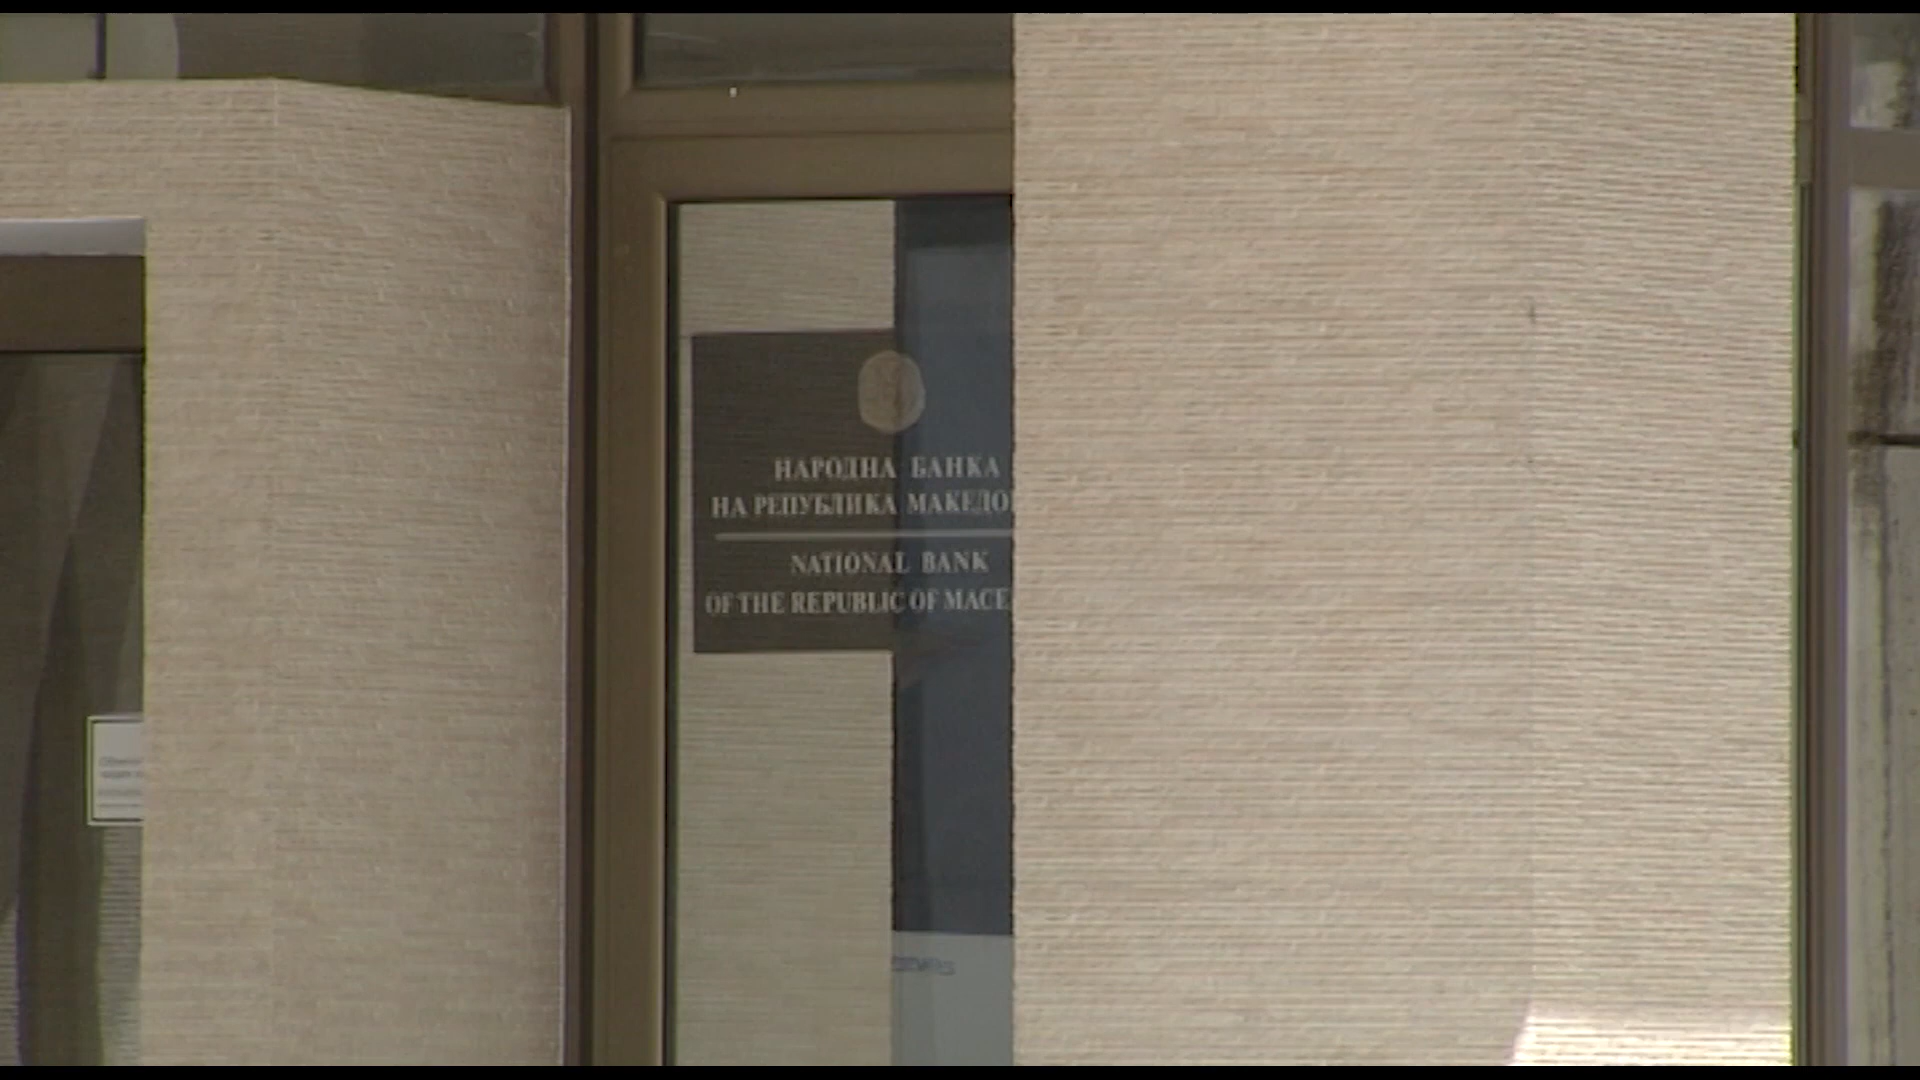 НАРОДНА БАНКА
НА РЕПУБЛИКА МАКЕДО
NATIONAL BANK
OF THE REPUBLIC OF MACE